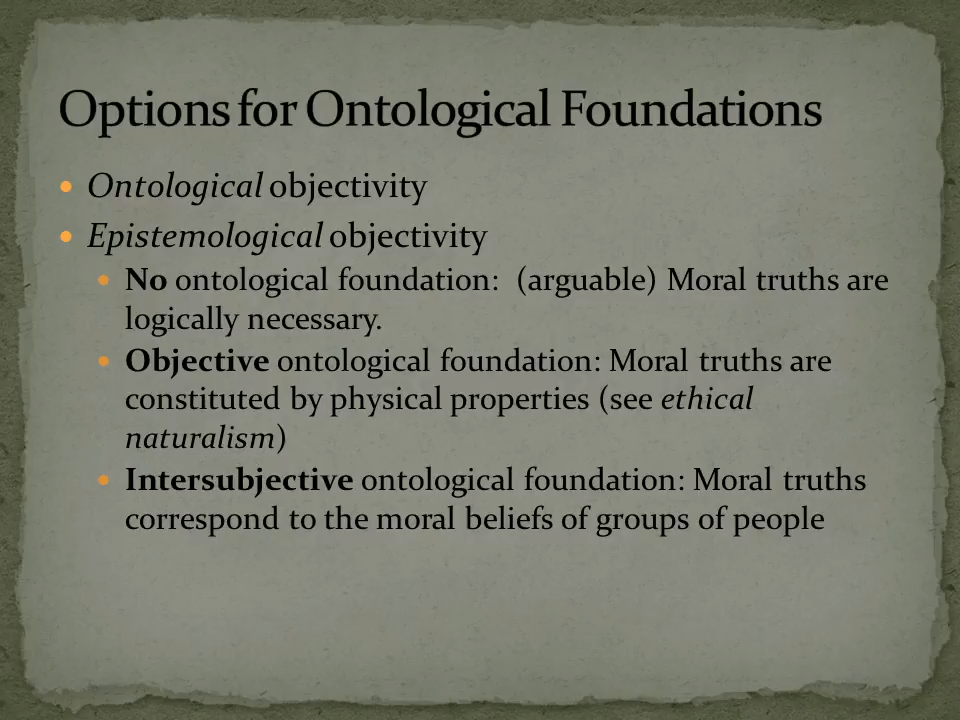 Options for Ontological Foundations
Ontological objectivity
Epistemological objectivity
No ontological foundation:  (arguable) Moral truths are
logically necessary.
Objective ontological foundation: Moral truths are
constituted by physical properties (see ethical
naturalism)
Intersubjective ontological foundation: Moral truths
correspond to the moral beliefs of groups of people